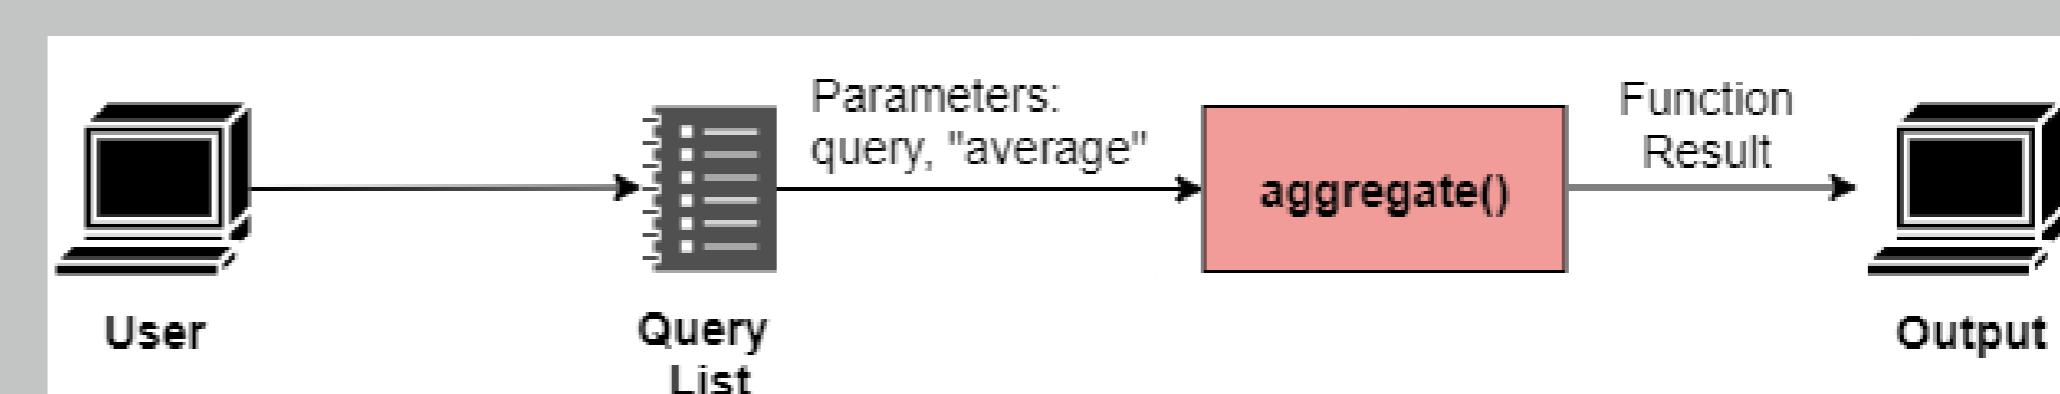 Parameters:
query, "average"
Function
Result
aggregate()
User
Query
List
Output